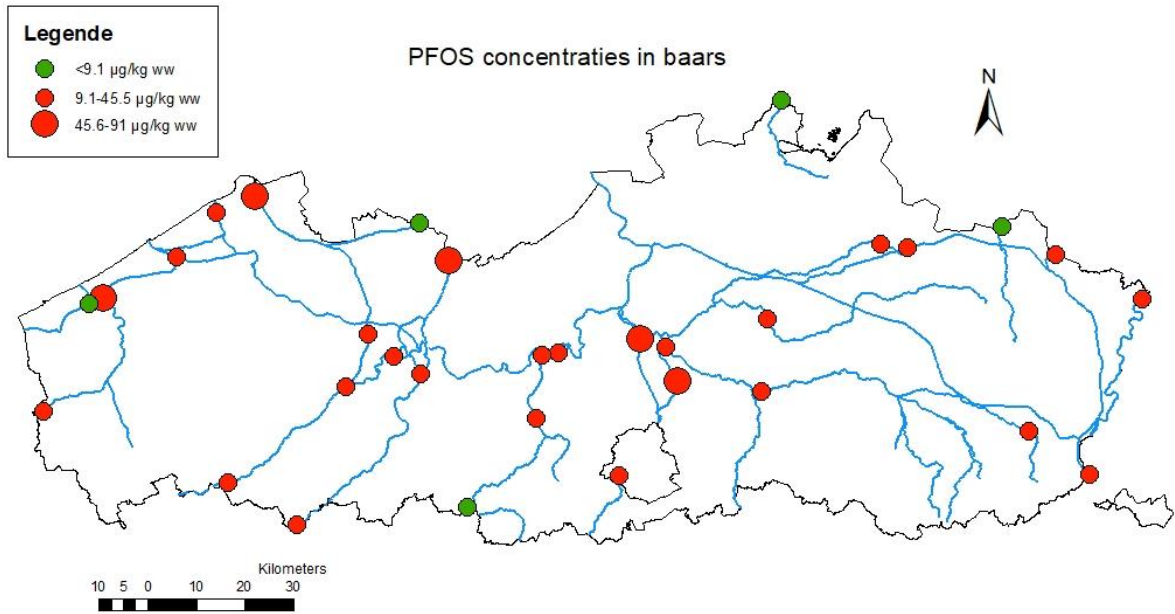 Legende
<9.1 µg/kg ww
9.1-45.5 µg/kg ww
45.6-91 µg/kg ww
PFOS concentraties in baars
N
Kilometers
10 5 0 10 20 30